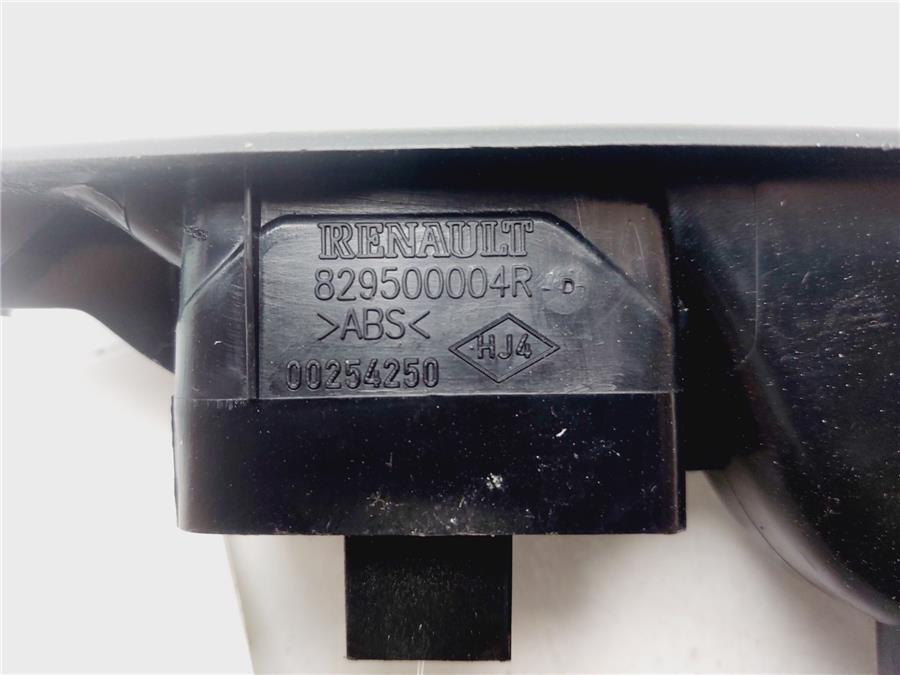 RENAULT
829500004R -D-
>ABS<
HJ4
00254250